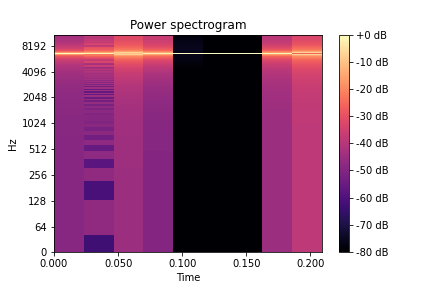 Power spectrogram
8192
4096
2048
1024
512
256
128
64
0
Hz
0.000 0.050 0.100 0.150 0.200
Time
+0 dB
-10 dB
-20 dB
-30 dB
-40 dB
-50 dB
-60 dB
-70 dB
-80 dB